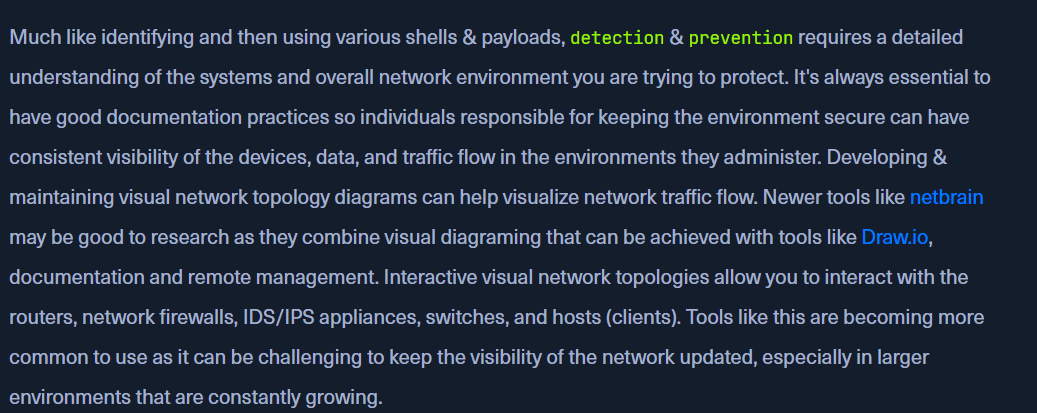 Much like identifying and then using various shells & payloads, detection & prevention requires a detailed
understanding of the systems and overall network environment you are trying to protect. It's always essential to
have good documentation practices so individuals responsible for keeping the environment secure can have
consistent visibility of the devices, data, and traffic flow in the environments they administer. Developing &
maintaining visual network topology diagrams can help visualize network traffic flow. Newer tools like netbrain
may be good to research as they combine visual diagraming that can be achieved with tools like Draw.io,
documentation and remote management. Interactive visual network topologies allow you to interact with the
routers, network firewalls, IDS/IPS appliances, switches, and hosts (clients). Tools like this are becoming more
common to use as it can be challenging to keep the visibility of the network updated, especially in larger
environments that are constantly growing.